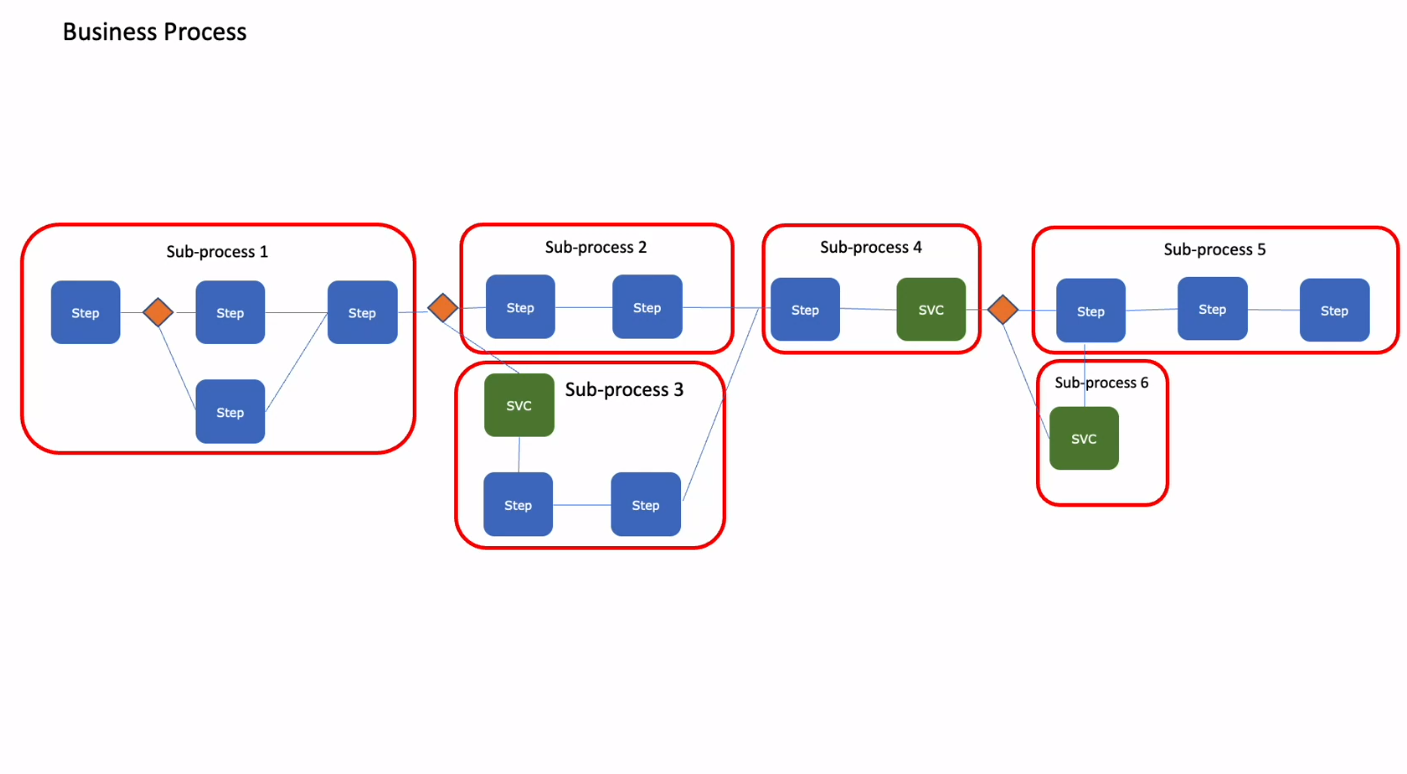 Business Process
Sub-process 1
Step
Step
Step
Step
Sub-process 2
Step
Step
Sub-process 3
SVC
Step
Step
Sub-process 4
Step
SVC
Sub-process 5
Step
Step
Step
Sub-process 6
SVC